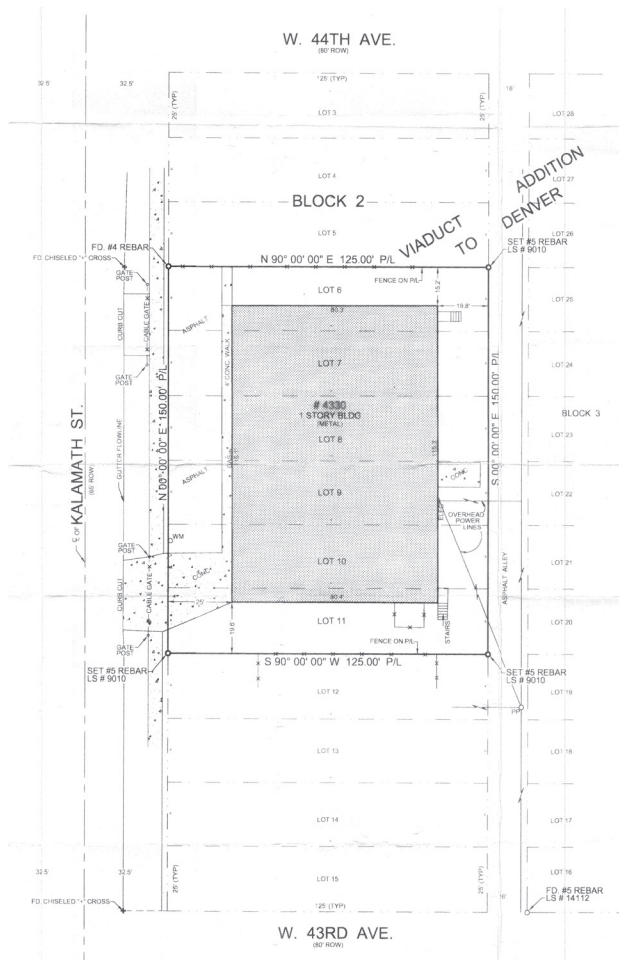 W. 44TH AVE.
(80' ROW)
32.5'
32.5'
125' (TYP)
16'
25' (TYP)
25' (TYP)
LOT 3
LOT 28
LOT 4
LOT 27
BLOCK 2
VIADUCT ADDITION
TO DENVER
LOT 5
LOT 26
FD. #4 REBAR
SET #5 REBAR
LS # 9010
FD. CHISELED "+" CROSS
N 90° 00' 00" E 125.00' P/L
FENCE ON P/L
GATE
POST
LOT 6
15.2'
19.8'
LOT 25
80.3'
CURB CUT
CABLE GATE
ASPHALT
4' CONC. WALK
LOT 7
LOT 24
GATE
POST
N 00° 00' 00" E 150.00' P/L
S 00° 00' 00" E 150.00' P/L
# 4330
1 STORY BLDG
(METAL)
BLOCK 3
℄ OF KALAMATH ST.
(65' ROW)
GUTTER FLOWLINE
LOT 8
LOT 23
ASPHALT
CONC
LOT 9
LOT 22
ELEC
OVERHEAD
POWER
LINES
WM
GATE
POST
LOT 10
LOT 21
CONC
ASPHALT ALLEY
CURB CUT
CABLE GATE
25'
80.4'
LOT 11
LOT 20
19.6'
STAIRS
GATE
POST
FENCE ON P/L
S 90° 00' 00" W 125.00' P/L
SET #5 REBAR
LS # 9010
SET #5 REBAR
LS # 9010
LOT 12
LOT 19
PP
LOT 13
LOT 18
LOT 14
LOT 17
32.5'
32.5'
25' (TYP)
25' (TYP)
LOT 15
LOT 16
16'
FD. CHISELED "+" CROSS
125' (TYP)
FD. #5 REBAR
LS # 14112
W. 43RD AVE.
(80' ROW)